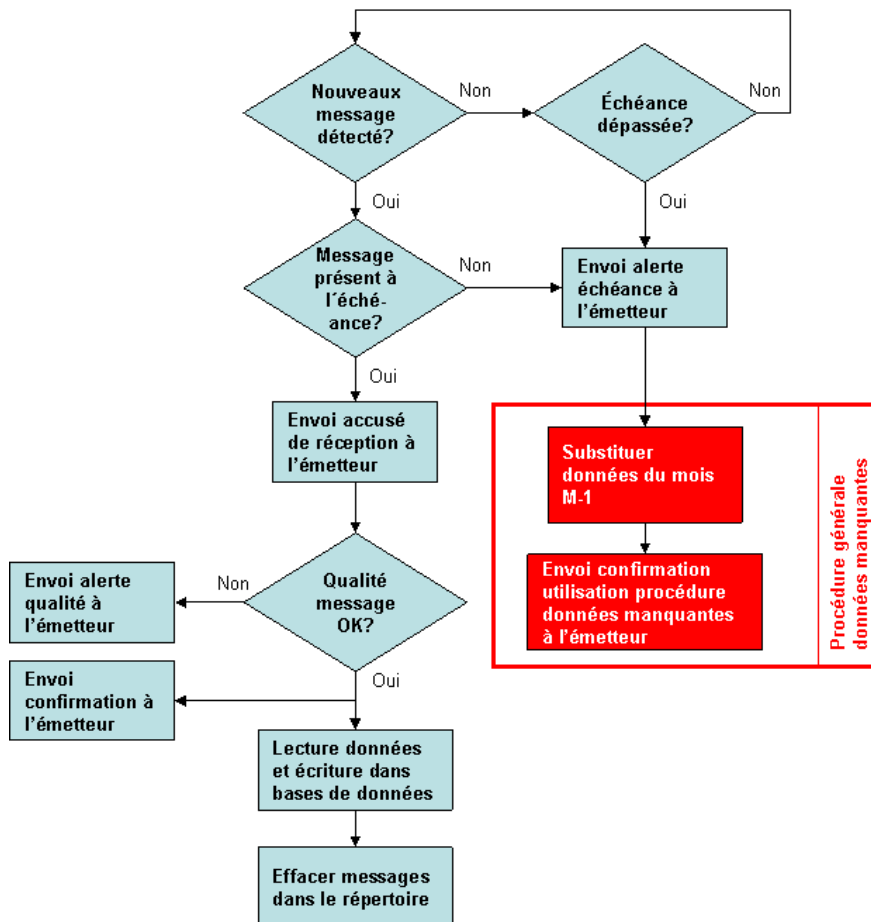 Nouveaux
message
détecté?
Non
Échéance
dépassée?
Non
Oui
Oui
Message
présent à
l´éché-
ance?
Non
Envoi alerte
échéance à
l'émetteur
Oui
Envoi accusé
de réception à
l'émetteur
Substituer
données du mois
M-1
Procédure générale
données manquantes
Envoi confirmation
utilisation procédure
données manquantes
à l'émetteur
Qualité
message
OK?
Non
Envoi alerte
qualité à
l'émetteur
Oui
Envoi
confirmation à
l'émetteur
Lecture données
et écriture dans
bases de données
Effacer messages
dans le répertoire